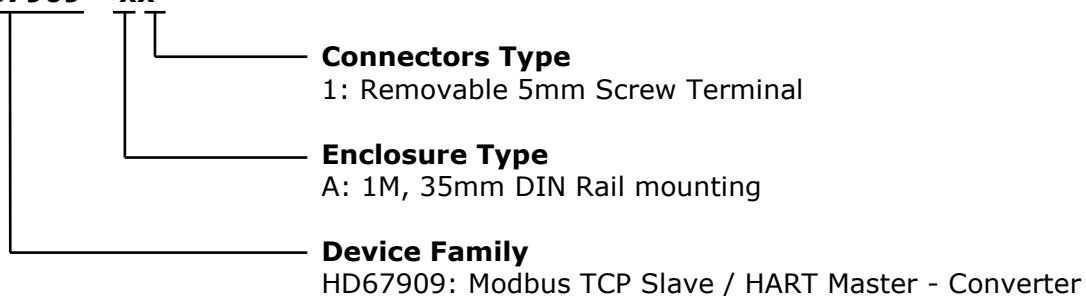 Connectors Type
1: Removable 5mm Screw Terminal
Enclosure Type
A: 1M, 35mm DIN Rail mounting
Device Family
HD67909: Modbus TCP Slave / HART Master - Converter